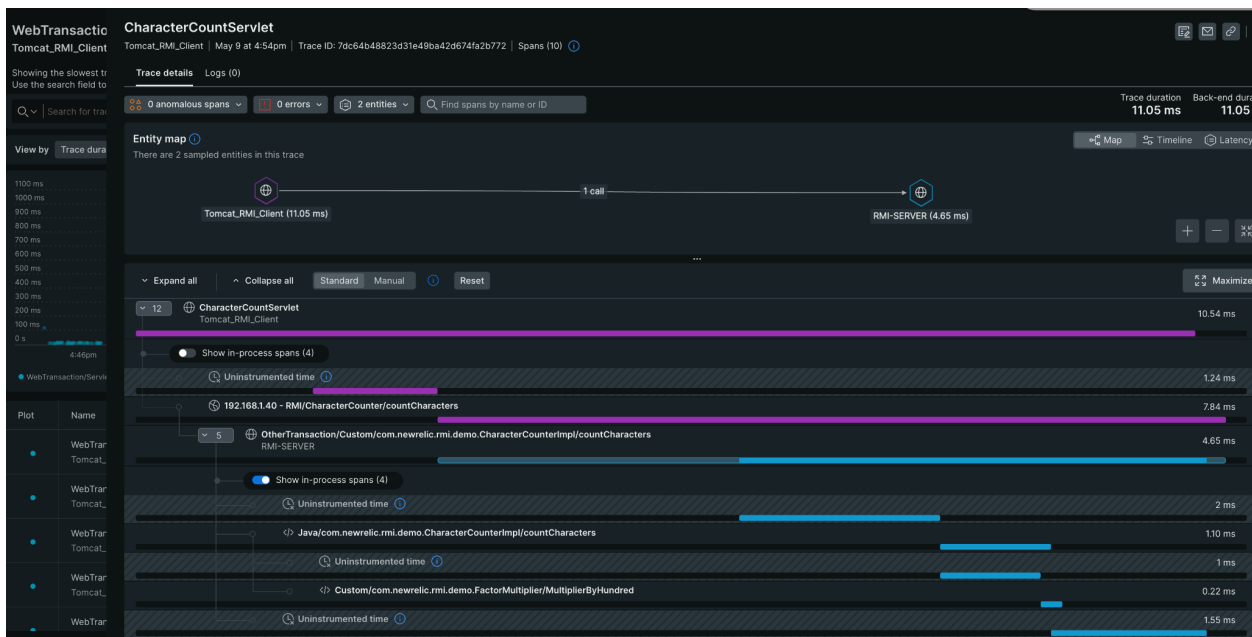 WebTransactio
Tomcat_RMI_Client
Showing the slowest tr
Use the search field to
Search for trac
View by Trace dura
1100 ms
1000 ms
900 ms
800 ms
700 ms
600 ms
500 ms
400 ms
300 ms
200 ms
100 ms
0 s
4:46pm
WebTransaction/Servle
Plot Name
WebTran
Tomcat_
WebTran
Tomcat_
WebTran
Tomcat_
WebTran
Tomcat_
WebTran
CharacterCountServlet
Tomcat_RMI_Client | May 9 at 4:54pm | Trace ID: 7dc64b48823d31e49ba42d674fa2b772 | Spans (10)
Trace details Logs (0)
0 anomalous spans 0 errors 2 entities Find spans by name or ID
Trace duration Back-end dura
11.05 ms 11.05
Entity map
There are 2 sampled entities in this trace
Map Timeline Latency
1 call
Tomcat_RMI_Client (11.05 ms)
RMI-SERVER (4.65 ms)
Expand all Collapse all Standard Manual Reset Maximize
12 CharacterCountServlet 10.54 ms
Tomcat_RMI_Client
Show in-process spans (4)
Uninstrumented time 1.24 ms
192.168.1.40 - RMI/CharacterCounter/countCharacters 7.84 ms
5 OtherTransaction/Custom/com.newrelic.rmi.demo.CharacterCounterImpl/countCharacters 4.65 ms
RMI-SERVER
Show in-process spans (4)
Uninstrumented time 2 ms
Java/com.newrelic.rmi.demo.CharacterCounterImpl/countCharacters 1.10 ms
Uninstrumented time 1 ms
Custom/com.newrelic.rmi.demo.FactorMultiplier/MultiplierByHundred 0.22 ms
Uninstrumented time 1.55 ms